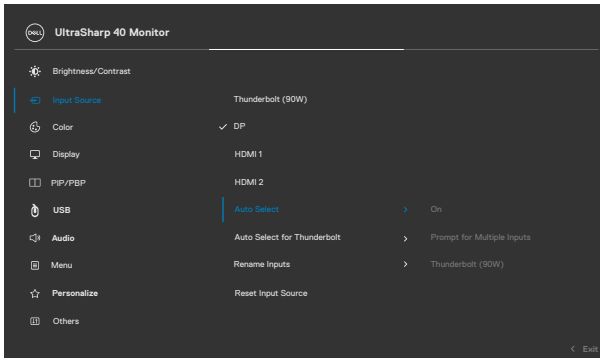 DELL UltraSharp 40 Monitor
Brightness/Contrast
Input Source Thunderbolt (90W)
Color DP
Display HDMI 1
PIP/PBP HDMI 2
USB Auto Select On
Audio Auto Select for Thunderbolt Prompt for Multiple Inputs
Menu Rename Inputs Thunderbolt (90W)
Personalize Reset Input Source
Others
Exit